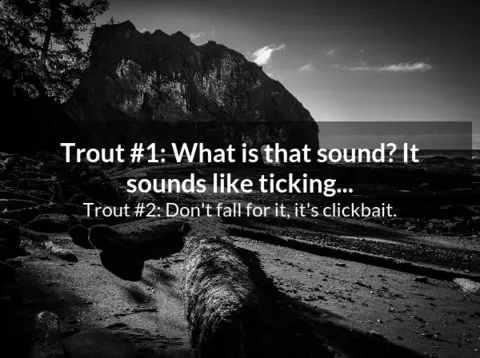 Trout #1: What is that sound? It
sounds like ticking...
Trout #2: Don't fall for it, it's clickbait.